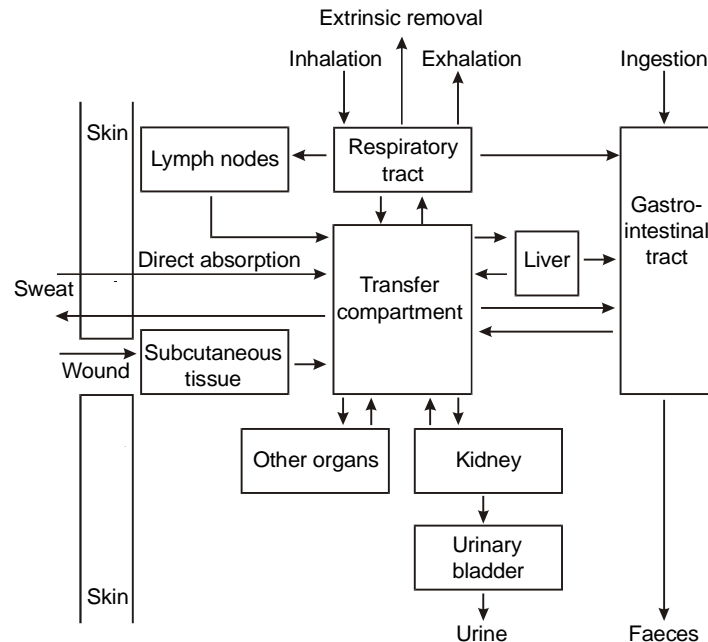 Extrinsic removal
Inhalation
Exhalation
Ingestion
Skin
Lymph nodes
Respiratory
tract
Gastro-
intestinal
tract
Direct absorption
Sweat
Transfer
compartment
Liver
Wound
Subcutaneous
tissue
Other organs
Kidney
Urinary
bladder
Skin
Urine
Faeces